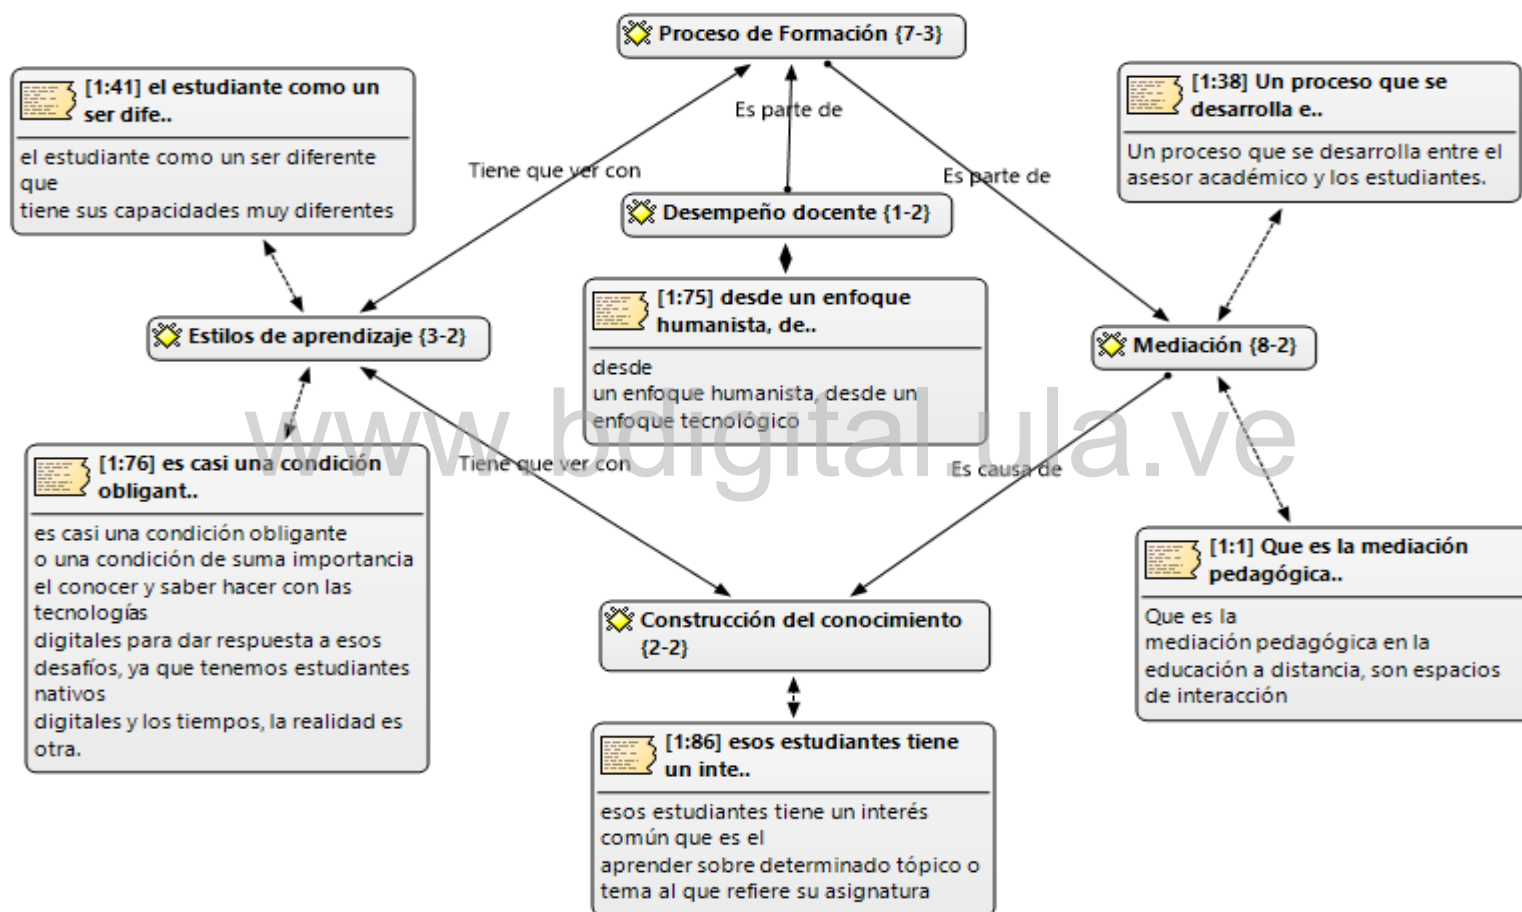 Proceso de Formación {7-3}
[1:41] el estudiante como un
ser dife..
el estudiante como un ser diferente
que
tiene sus capacidades muy diferentes
[1:38] Un proceso que se
desarrolla e..
Un proceso que se desarrolla entre el
asesor académico y los estudiantes.
Es parte de
Tiene que ver con
Es parte de
Desempeño docente {1-2}
[1:75] desde un enfoque
humanista, de..
desde
un enfoque humanista, desde un
enfoque tecnológico
Estilos de aprendizaje {3-2}
Mediación {8-2}
www.bdigital.ula.ve
[1:76] es casi una condición
obligant..
es casi una condición obligante
o una condición de suma importancia
el conocer y saber hacer con las
tecnologías
digitales para dar respuesta a esos
desafíos, ya que tenemos estudiantes
nativos
digitales y los tiempos, la realidad es
otra.
Tiene que ver con
Es causa de
[1:1] Que es la mediación
pedagógica..
Que es la
mediación pedagógica en la
educación a distancia, son espacios
de interacción
Construcción del conocimiento
{2-2}
[1:86] esos estudiantes tiene
un inte..
esos estudiantes tiene un interés
común que es el
aprender sobre determinado tópico o
tema al que refiere su asignatura